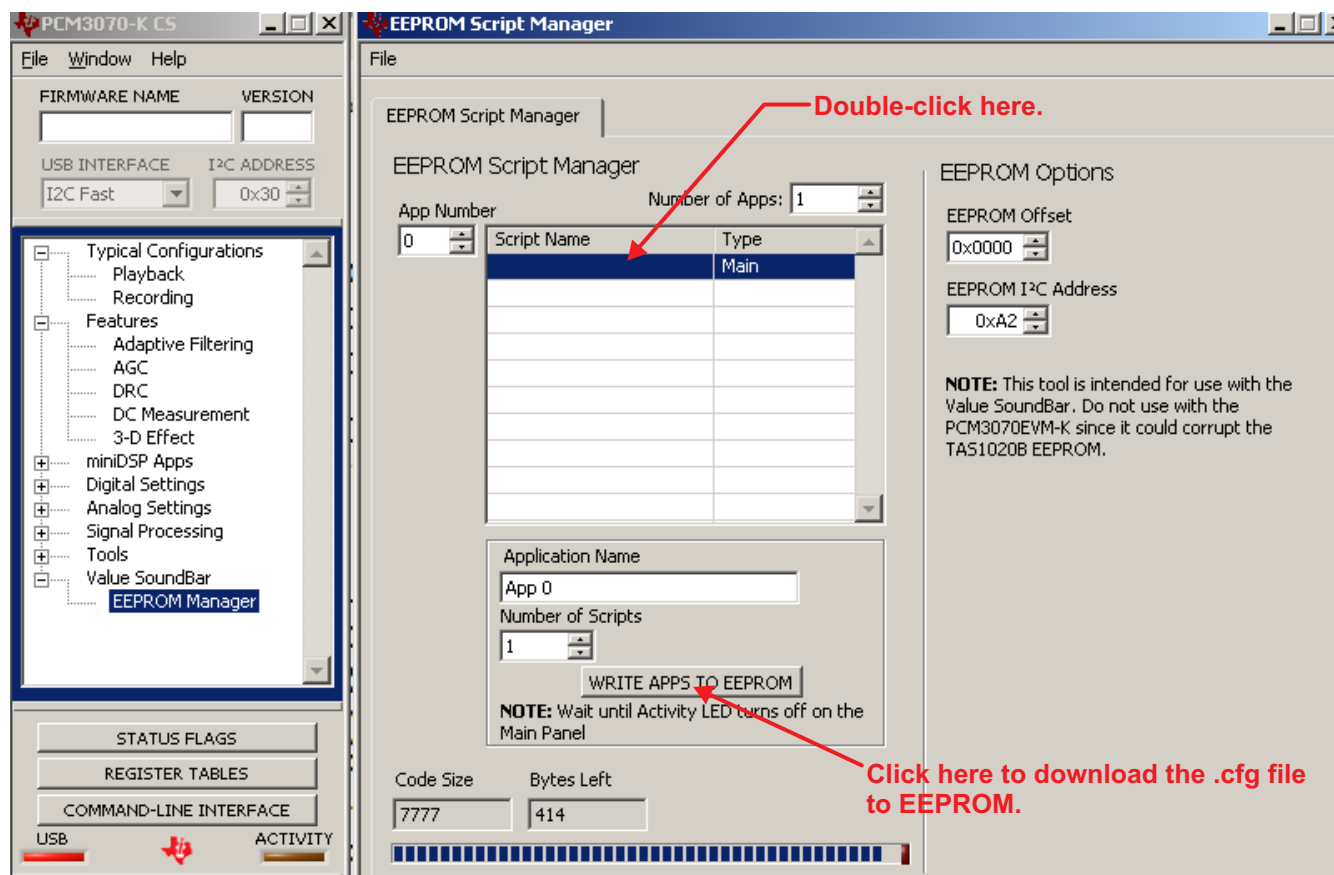 PCM3070-K CS
File Window Help
FIRMWARE NAME VERSION
USB INTERFACE I²C ADDRESS
I2C Fast 0x30
Typical Configurations
Playback
Recording
Features
Adaptive Filtering
AGC
DRC
DC Measurement
3-D Effect
miniDSP Apps
Digital Settings
Analog Settings
Signal Processing
Tools
Value SoundBar
EEPROM Manager
STATUS FLAGS
REGISTER TABLES
COMMAND-LINE INTERFACE
USB ACTIVITY
EEPROM Script Manager
File
EEPROM Script Manager
Double-click here.
EEPROM Script Manager
Number of Apps: 1
App Number
0
Script Name Type
Main
Application Name
App 0
Number of Scripts
1
WRITE APPS TO EEPROM
NOTE: Wait until Activity LED turns off on the
Main Panel
Click here to download the .cfg file
to EEPROM.
Code Size Bytes Left
7777 414
EEPROM Options
EEPROM Offset
0x0000
EEPROM I²C Address
0xA2
NOTE: This tool is intended for use with the
Value SoundBar. Do not use with the
PCM3070EVM-K since it could corrupt the
TAS1020B EEPROM.